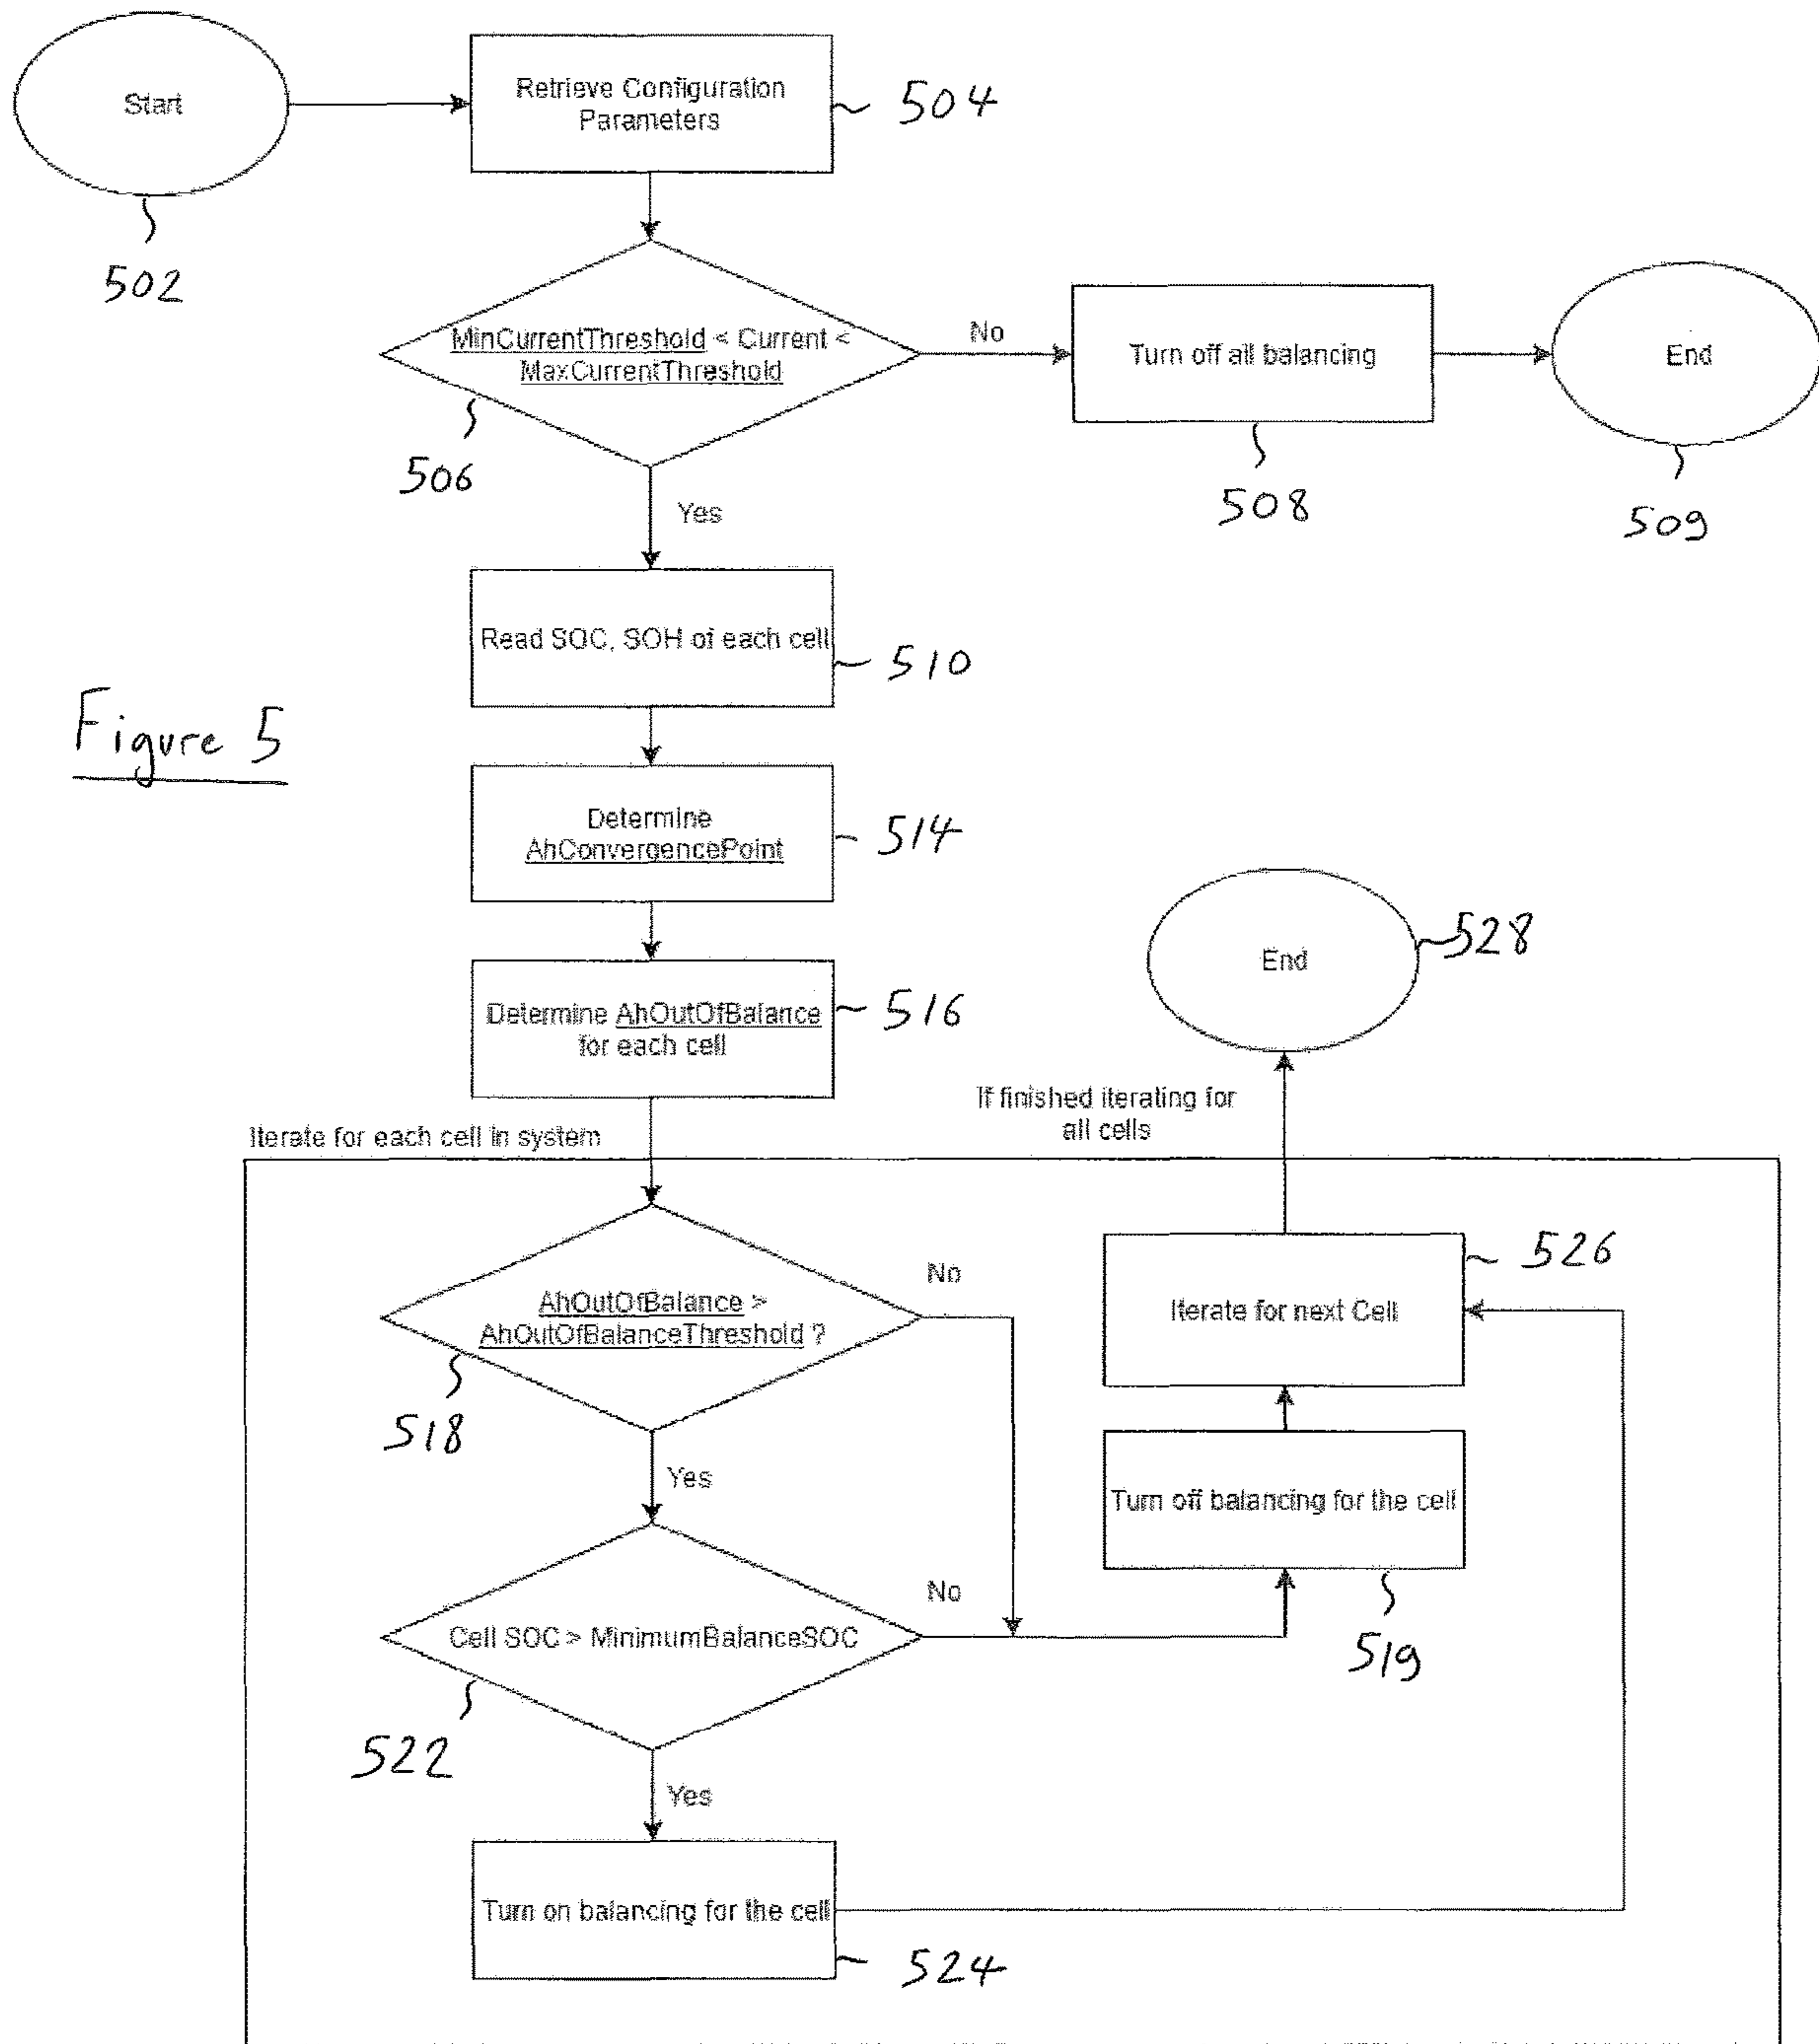 Start
502
Retrieve Configuration
Parameters
504
MinCurrentThreshold < Current <
MaxCurrentThreshold
506
No
Turn off all balancing
508
End
509
Yes
Read SOC, SOH of each cell
510
Figure 5
Determine
AhConvergencePoint
514
Determine AhOutOfBalance
for each cell
516
End
528
If finished iterating for
all cells
Iterate for each cell in system
AhOutOfBalance >
AhOutOfBalanceThreshold ?
518
No
Iterate for next Cell
526
Yes
Turn off balancing for the cell
519
Cell SOC > MinimumBalanceSOC
522
No
Yes
Turn on balancing for the cell
524